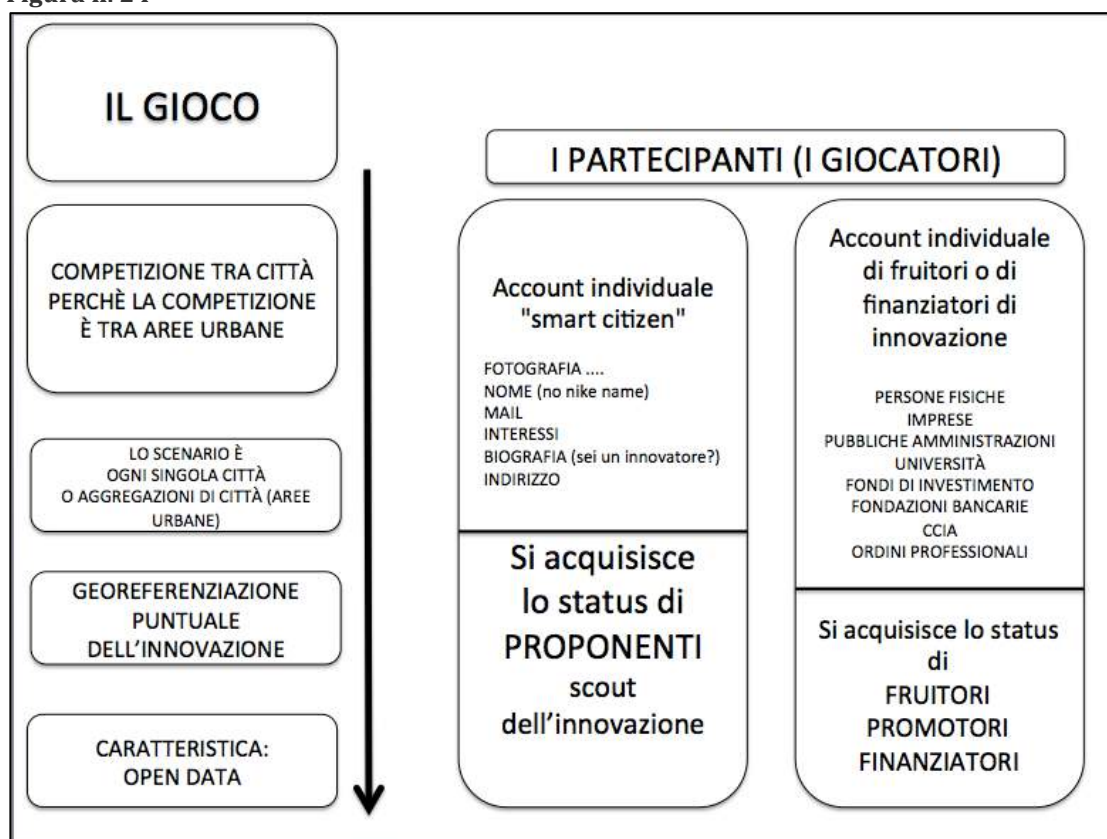 IL GIOCO
COMPETIZIONE TRA CITTÀ
PERCHÈ LA COMPETIZIONE
È TRA AREE URBANE
LO SCENARIO È
OGNI SINGOLA CITTÀ
O AGGREGAZIONI DI CITTÀ (AREE
URBANE)
GEOREFERENZIAZIONE
PUNTUALE
DELL'INNOVAZIONE
CARATTERISTICA:
OPEN DATA
I PARTECIPANTI (I GIOCATORI)
Account individuale
"smart citizen"
FOTOGRAFIA ....
NOME (no nike name)
MAIL
INTERESSI
BIOGRAFIA (sei un innovatore?)
INDIRIZZO
Si acquisisce
lo status di
PROPONENTI
scout
dell'innovazione
Account individuale
di fruitori o di
finanziatori di
innovazione
PERSONE FISICHE
IMPRESE
PUBBLICHE AMMINISTRAZIONI
UNIVERSITÀ
FONDI DI INVESTIMENTO
FONDAZIONI BANCARIE
CCIA
ORDINI PROFESSIONALI
Si acquisisce lo status
di
FRUITORI
PROMOTORI
FINANZIATORI